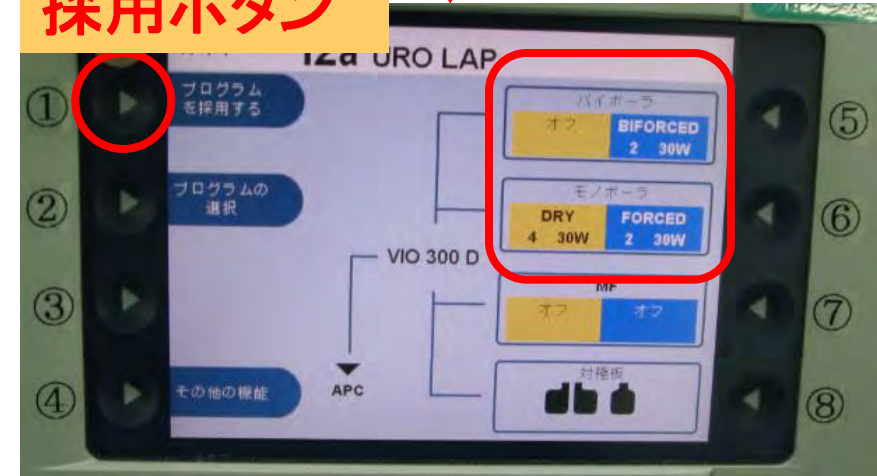 採用ボタン
12a URO LAP
①
プログラム
を採用する
バイポーラ
オフ BiFORCED
2 30W
⑤
②
プログラムの
選択
モノポーラ
DRY FORCED
4 30W 2 30W
⑥
VIO 300 D
③
MF
オフ オフ
⑦
④
その他の機能
APC
対極板
⑧